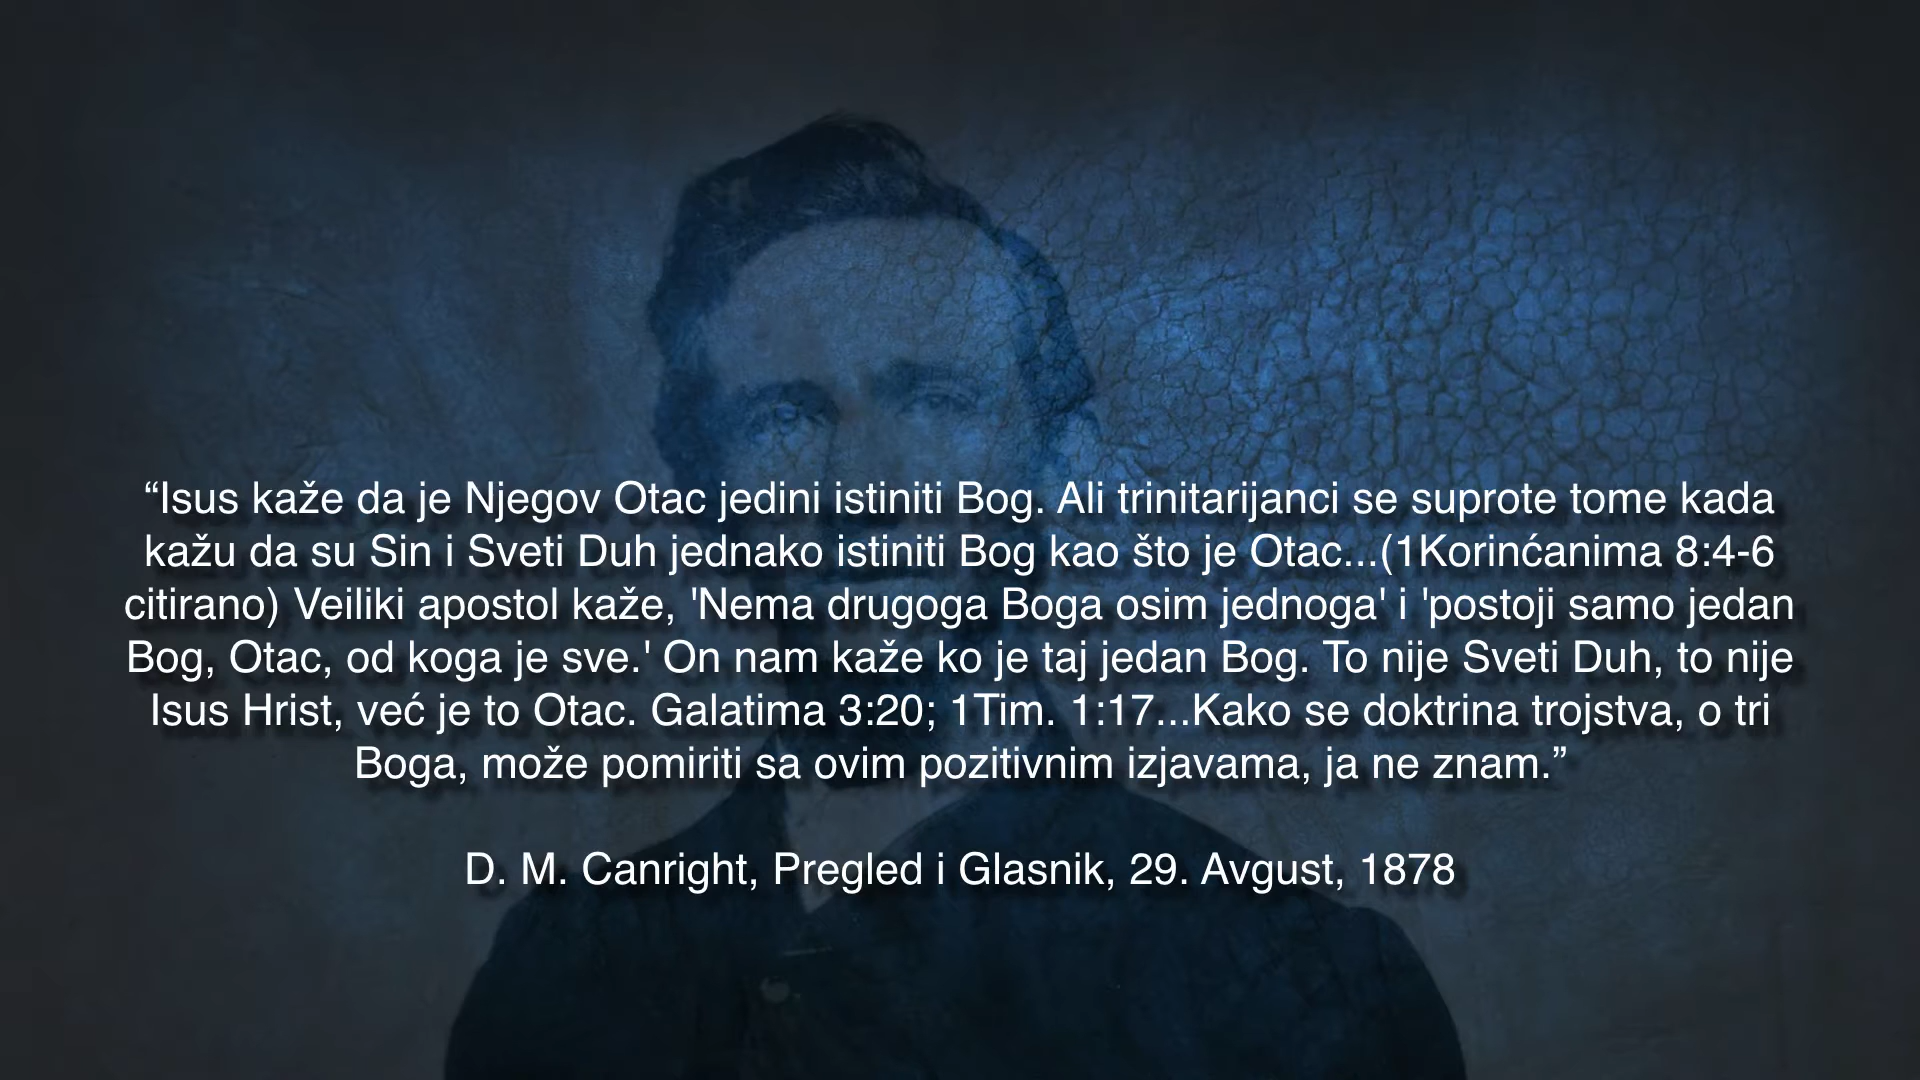 “Isus kaže da je Njegov Otac jedini istiniti Bog. Ali trinitarijanci se suprote tome kada
kažu da su Sin i Sveti Duh jednako istiniti Bog kao što je Otac...(1Korinćanima 8:4-6
citirano) Veiliki apostol kaže, 'Nema drugoga Boga osim jednoga' i 'postoji samo jedan
Bog, Otac, od koga je sve.' On nam kaže ko je taj jedan Bog. To nije Sveti Duh, to nije
Isus Hrist, već je to Otac. Galatima 3:20; 1Tim. 1:17...Kako se doktrina trojstva, o tri
Boga, može pomiriti sa ovim pozitivnim izjavama, ja ne znam.”
D. M. Canright, Pregled i Glasnik, 29. Avgust, 1878